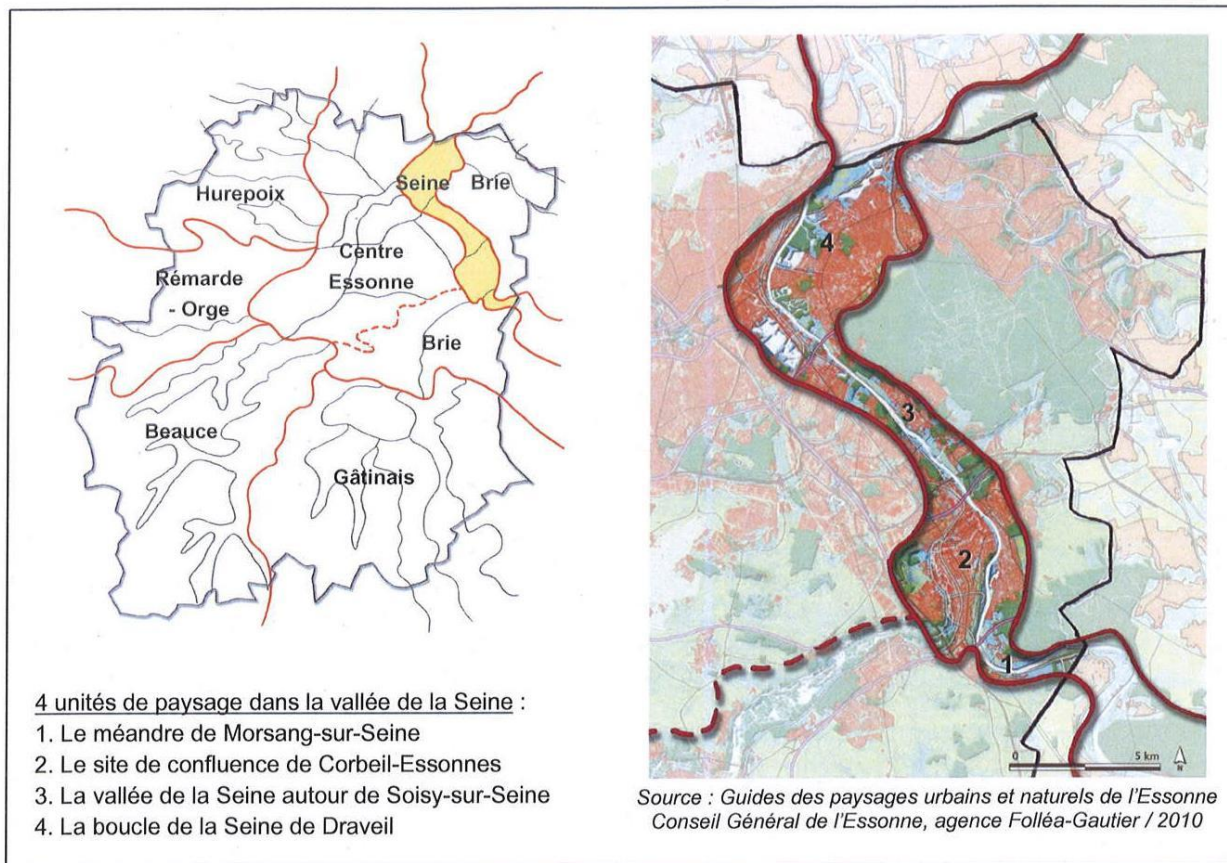 Hurepoix
Seine
Brie
Centre
Essonne
Rémarde
- Orge
Brie
Beauce
Gâtinais
4 unités de paysage dans la vallée de la Seine :
1. Le méandre de Morsang-sur-Seine
2. Le site de confluence de Corbeil-Essonnes
3. La vallée de la Seine autour de Soisy-sur-Seine
4. La boucle de la Seine de Draveil
4
3
2
1
0 5 km
N
Source : Guides des paysages urbains et naturels de l'Essonne
Conseil Général de l'Essonne, agence Folléa-Gautier / 2010